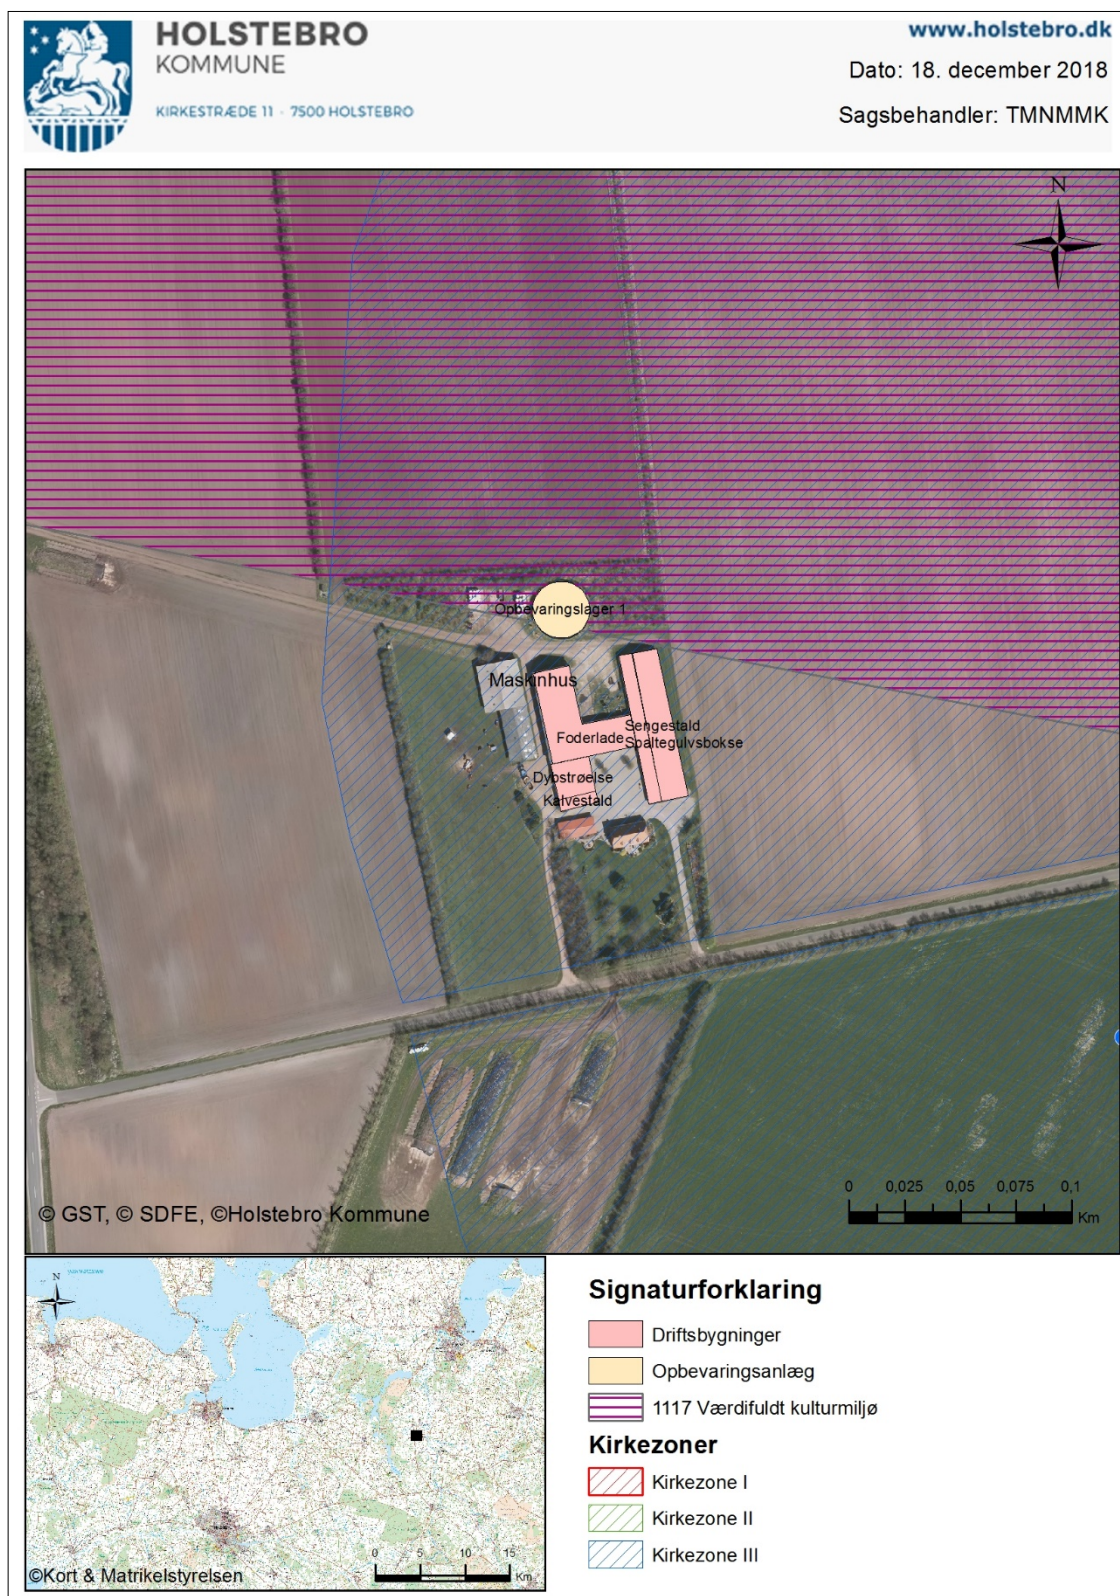 HOLSTEBRO
KOMMUNE
KIRKESTRÆDE 11 - 7500 HOLSTEBRO
www.holstebro.dk
Dato: 18. december 2018
Sagsbehandler: TMNMMK
N
Opbevaringslager 1
Maskinhus
Sengestald
Foderlade
Spaltegulvsbokse
Dybstrøelse
Kalvestald
0 0,025 0,05 0,075 0,1
Km
© GST, © SDFE, ©Holstebro Kommune
N
0 5 10 15
Km
©Kort & Matrikelstyrelsen
Signaturforklaring
Driftsbygninger
Opbevaringsanlæg
1117 Værdifuldt kulturmiljø
Kirkezoner
Kirkezone I
Kirkezone II
Kirkezone III